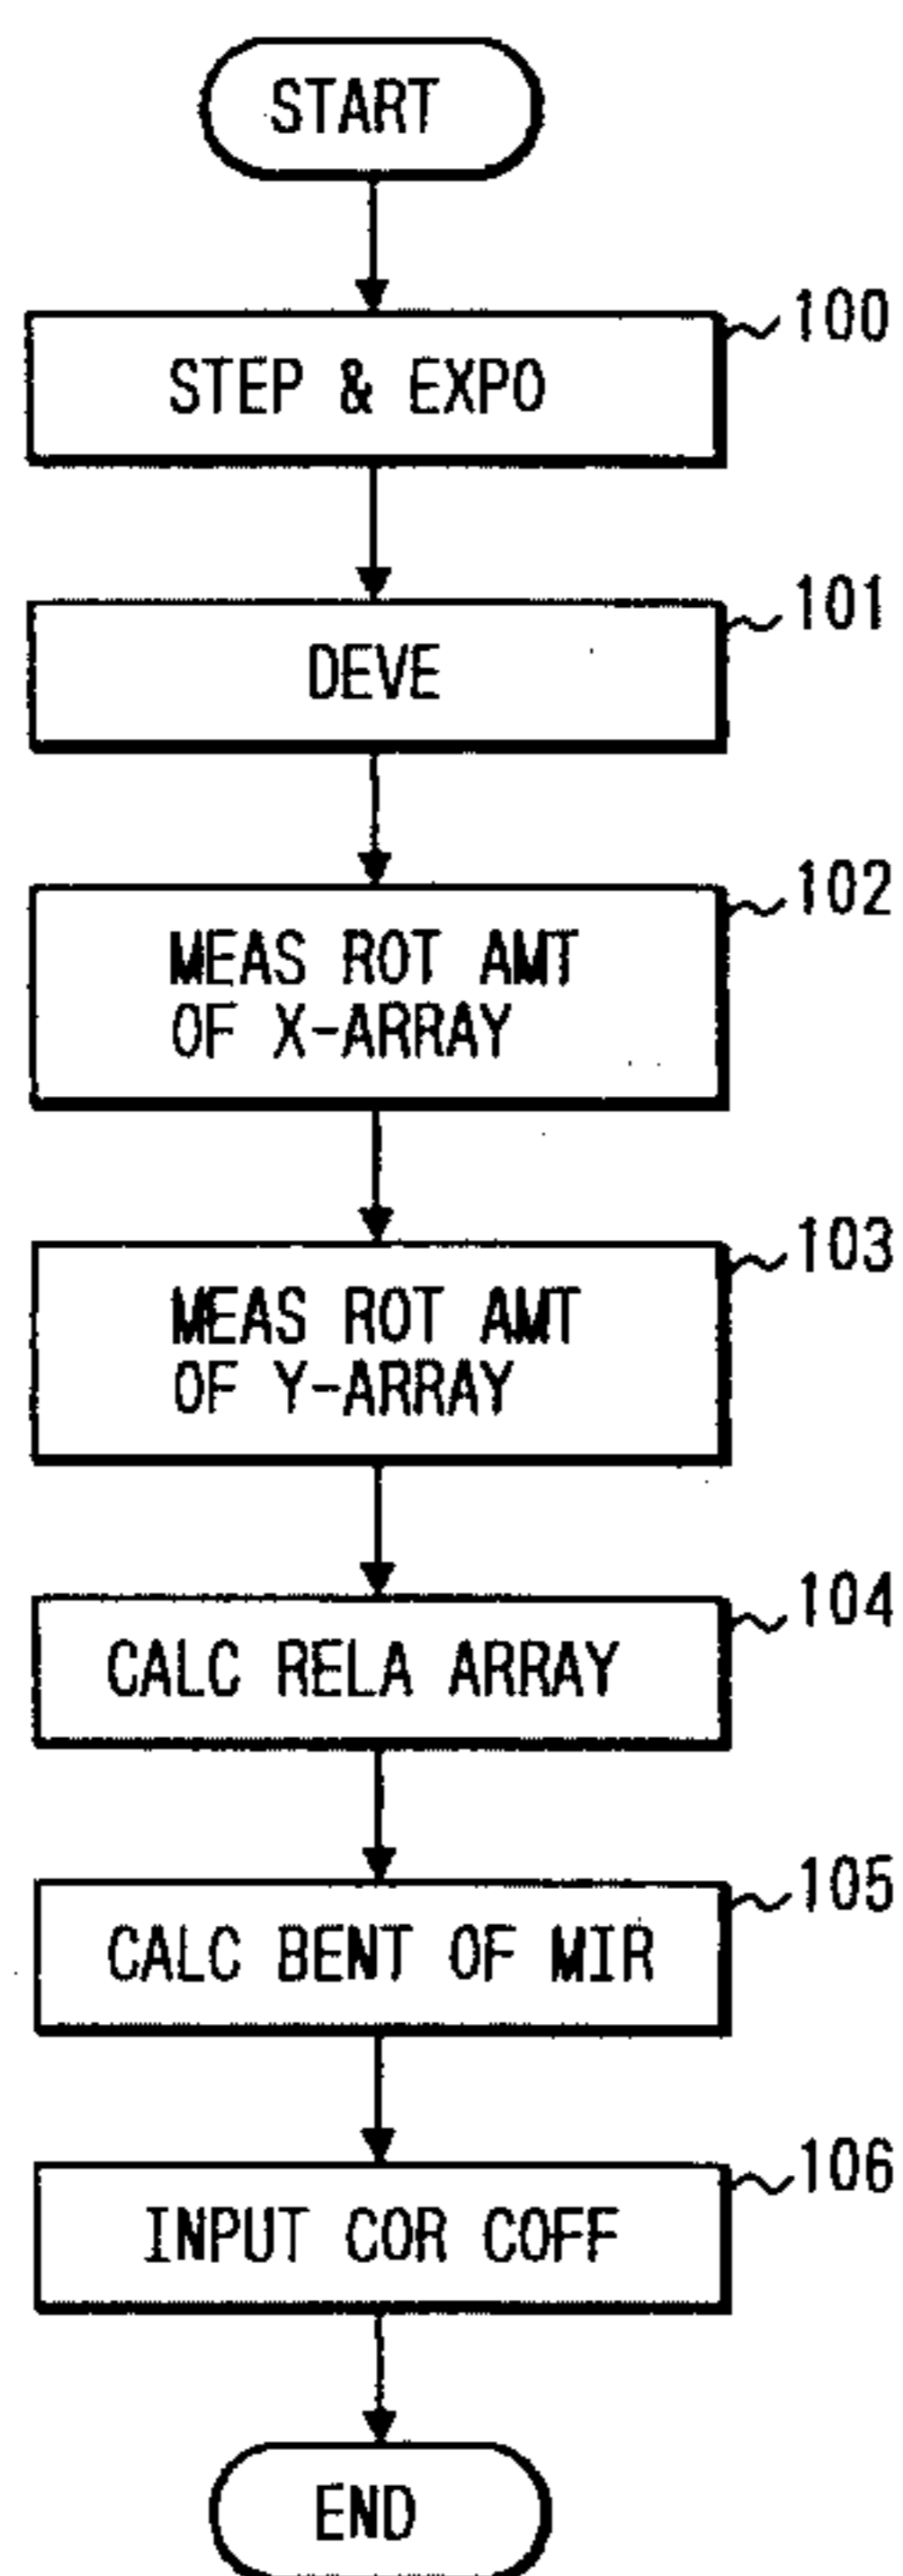 START
100
STEP & EXPO
101
DEVE
102
MEAS ROT AMT
OF X-ARRAY
103
MEAS ROT AMT
OF Y-ARRAY
104
CALC RELA ARRAY
105
CALC BENT OF MIR
106
INPUT COR COFF
END